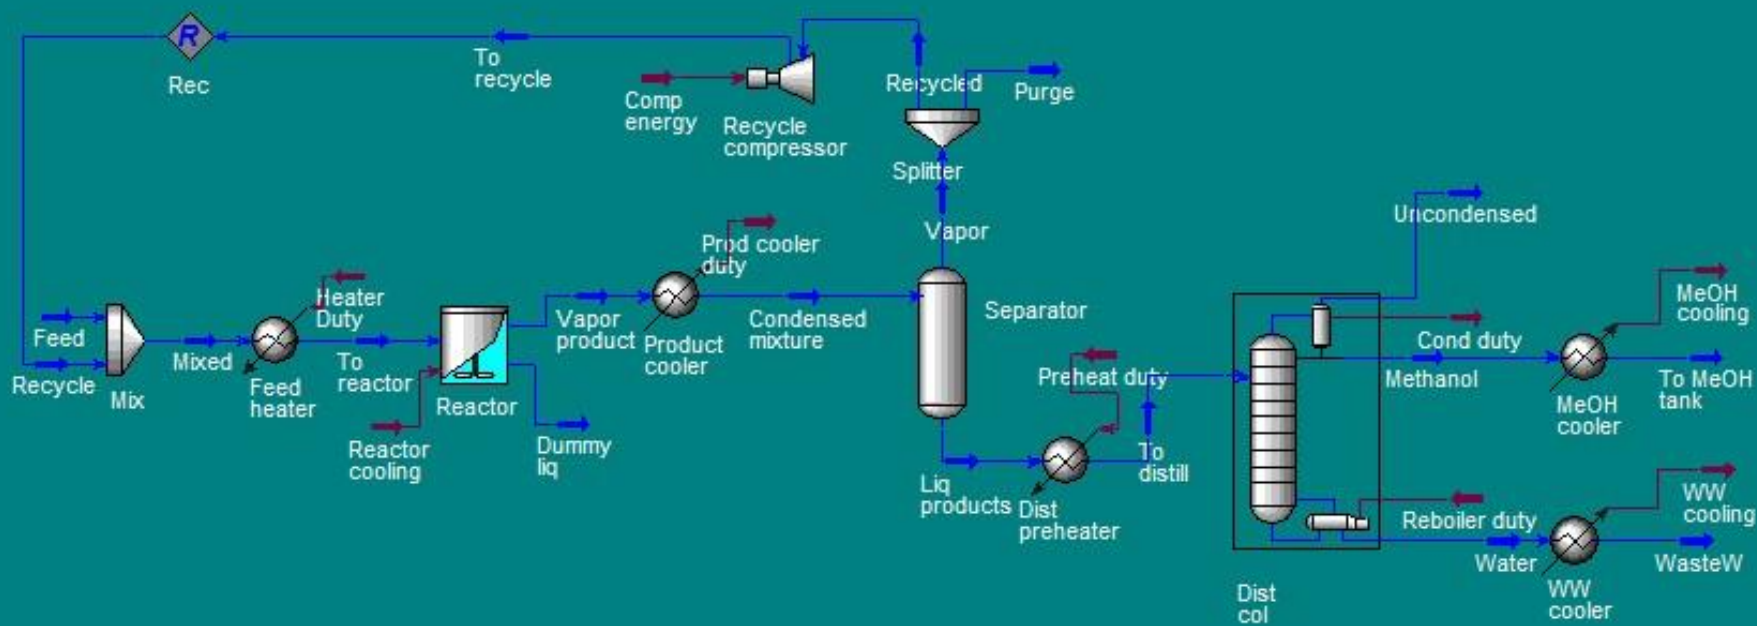 R
Rec
To
recycle
Comp
energy
Recycle
compressor
Recycled
Purge
Splitter
Vapor
Uncondensed
Prod cooler
duty
Heater
Duty
Feed
Recycle
Mix
Mixed
Feed
heater
To
reactor
Reactor
Reactor
cooling
Vapor
product
Dummy
liq
Product
cooler
Condensed
mixture
Separator
Preheat duty
Liq
products
Dist
preheater
To
distill
Cond duty
Methanol
MeOH
cooling
MeOH
cooler
To MeOH
tank
Reboiler duty
Water
WW
cooling
WW
cooler
WasteW
Dist
col